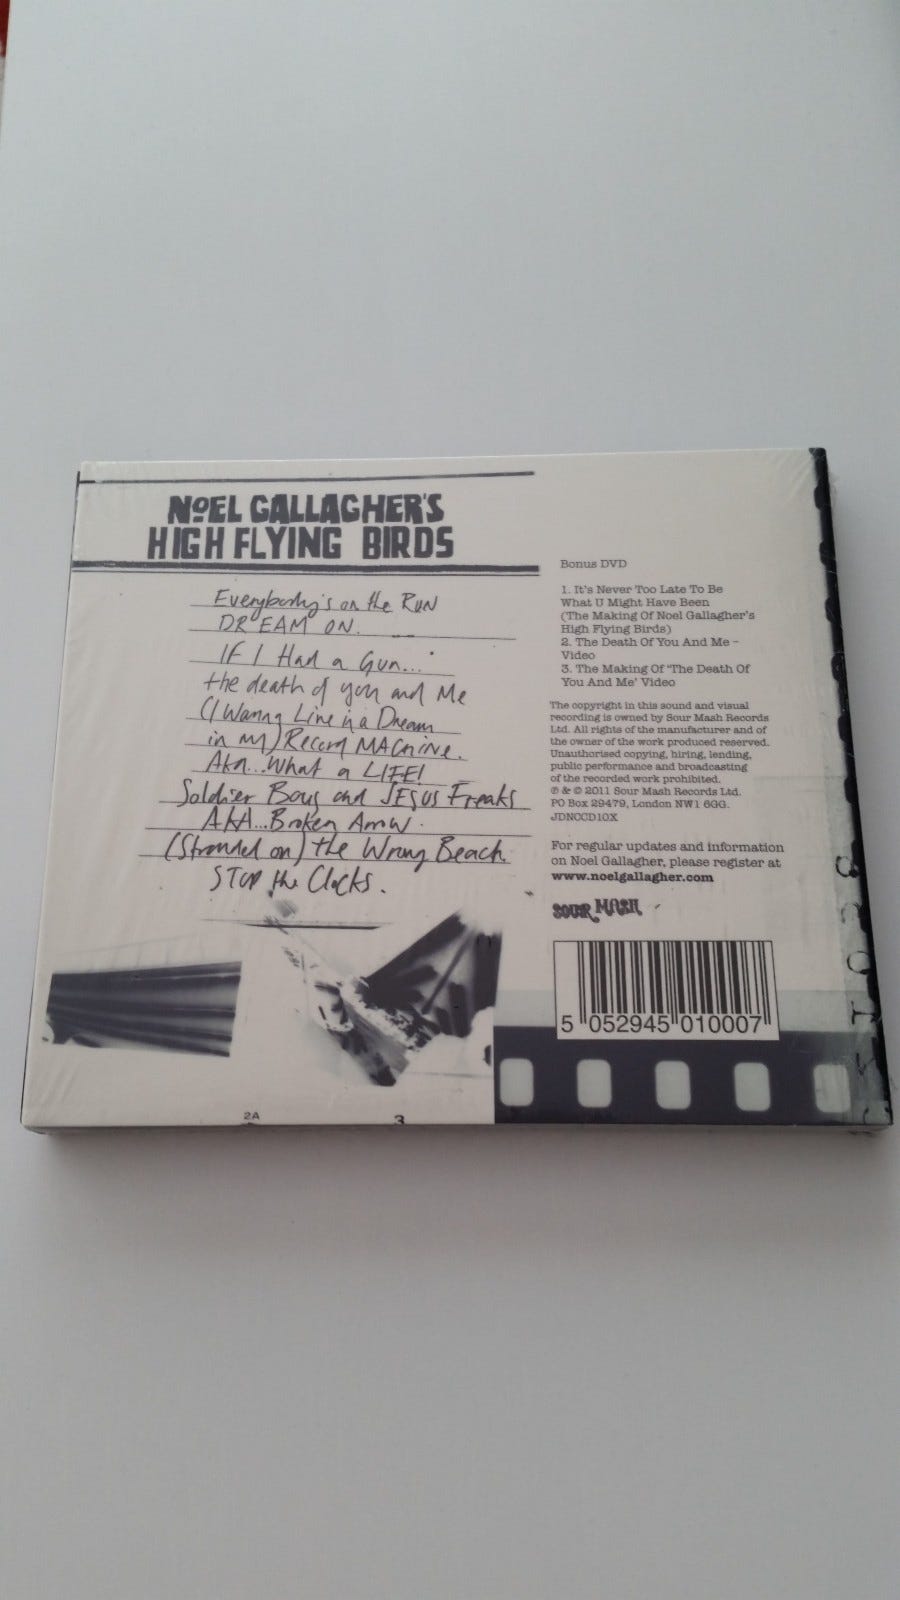 NOEL GALLAGHER'S
HIGH FLYING BIRDS
Everybody's on the RUN
DREAM ON.
IF I Had a Gun...
the death of you and Me
(I Wanna Live in a Dream
in my) Record MACHINE.
AKA...What a LIFE!
Soldier Boys and JESUS Freaks
AKA...Broken Arrow.
(Stranded on) the Wrong Beach
STOP the Clocks.
Bonus DVD
1. It's Never Too Late To Be
What U Might Have Been
(The Making Of Noel Gallagher's
High Flying Birds)
2. The Death Of You And Me –
Video
3. The Making Of 'The Death Of
You And Me' Video
The copyright in this sound and visual
recording is owned by Sour Mash Records
Ltd. All rights of the manufacturer and of
the owner of the work produced reserved.
Unauthorised copying, hiring, lending,
public performance and broadcasting
of the recorded work prohibited.
℗ & © 2011 Sour Mash Records Ltd.
PO Box 29479, London NW1 6GG.
JDNCCD10X
For regular updates and information
on Noel Gallagher, please register at
www.noelgallagher.com
SOUR MASH
5 052945 010007
2A
3